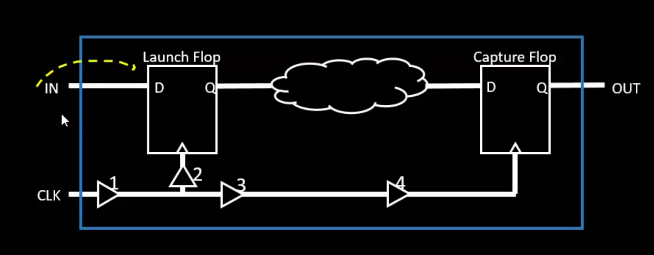 Launch Flop
Capture Flop
IN
D
Q
D
Q
OUT
1
2
3
4
CLK